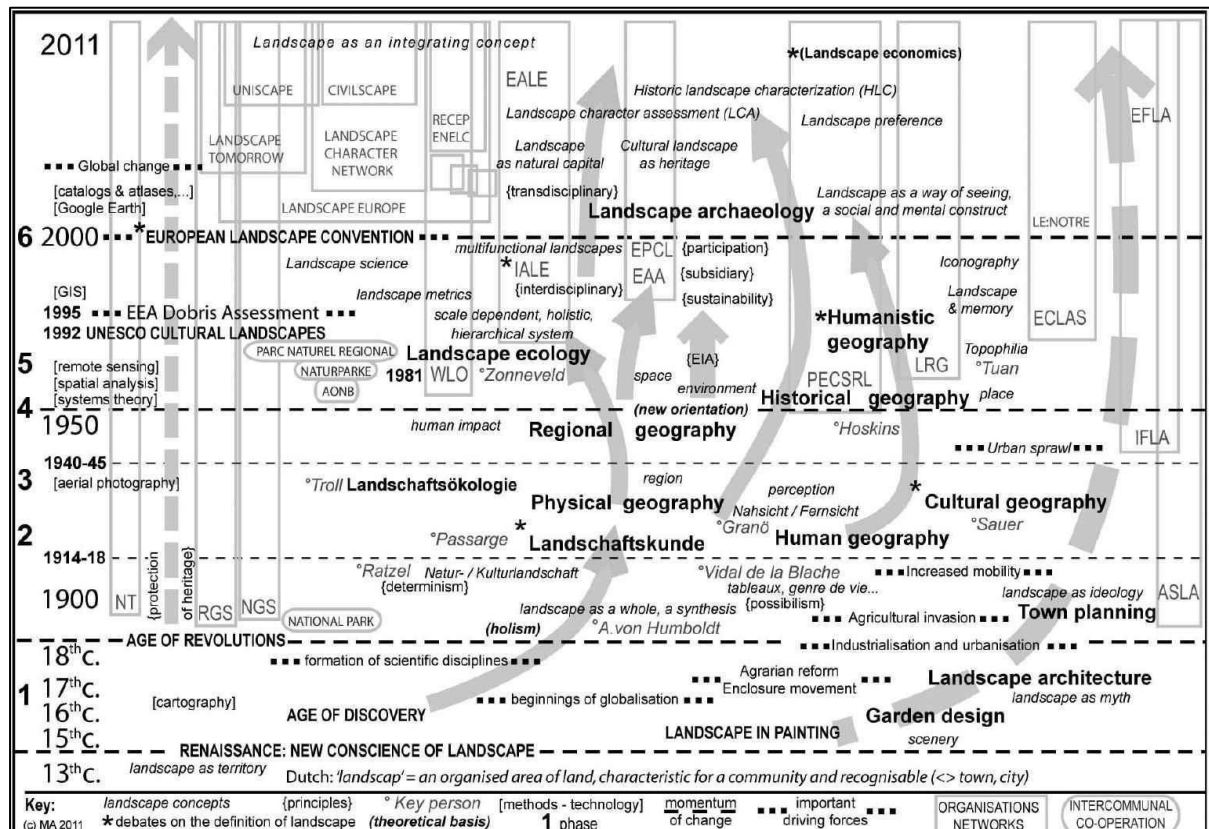 2011
Landscape as an integrating concept
*(Landscape economics)
EALE
UNISCAPE
CIVILSCAPE
Historic landscape characterization (HLC)
Landscape character assessment (LCA)
RECEP
ENELC
Landscape preference
EFLA
LANDSCAPE
TOMORROW
LANDSCAPE
CHARACTER
NETWORK
Landscape
as natural capital
Cultural landscape
as heritage
Global change
{transdisciplinary}
[catalogs & atlases,...]
[Google Earth]
LANDSCAPE EUROPE
Landscape archaeology
Landscape as a way of seeing,
a social and mental construct
LE:NOTRE
6 2000 *EUROPEAN LANDSCAPE CONVENTION
multifunctional landscapes
EPCL
{participation}
Landscape science
*IALE
{interdisciplinary}
EAA
{subsidiary}
Iconography
[GIS]
landscape metrics
{sustainability}
Landscape
& memory
1995 EEA Dobris Assessment
scale dependent, holistic,
hierarchical system
*Humanistic
geography
ECLAS
1992 UNESCO CULTURAL LANDSCAPES
PARC NATUREL REGIONAL
Landscape ecology
Topophilia
5
[remote sensing]
[spatial analysis]
[systems theory]
NATURPARKE
AONB
1981
WLO
°Zonneveld
space
{EIA}
environment
PECSRL
LRG
°Tuan
place
Historical geography
4
(new orientation)
1950
human impact
Regional geography
°Hoskins
IFLA
Urban sprawl
1940-45
3
[aerial photography]
°Troll Landschaftsökologie
region
perception
*
Cultural geography
Physical geography
Nahsicht / Fernsicht
°Granö
°Sauer
2
°Passarge
*
Landschaftskunde
Human geography
1914-18
NT
{protection
of heritage}
°Ratzel
Natur- / Kulturlandschaft
{determinism}
°Vidal de la Blache
tableaux, genre de vie...
{possibilism}
Increased mobility
1900
RGS
NGS
NATIONAL PARK
landscape as a whole, a synthesis
(holism)
°A.von Humboldt
landscape as ideology
ASLA
Agricultural invasion
Town planning
AGE OF REVOLUTIONS
Industrialisation and urbanisation
18thc.
formation of scientific disciplines
1
17thc.
[cartography]
beginnings of globalisation
Agrarian reform
Enclosure movement
Landscape architecture
landscape as myth
16thc.
AGE OF DISCOVERY
Garden design
15thc.
LANDSCAPE IN PAINTING
scenery
RENAISSANCE: NEW CONSCIENCE OF LANDSCAPE
13thc.
landscape as territory
Dutch: 'landscap' = an organised area of land, characteristic for a community and recognisable (<> town, city)
Key:
(c) MA 2011
landscape concepts
{principles}
° Key person
[methods - technology]
momentum
of change
important
driving forces
ORGANISATIONS
NETWORKS
INTERCOMMUNAL
CO-OPERATION
* debates on the definition of landscape
(theoretical basis)
1 phase